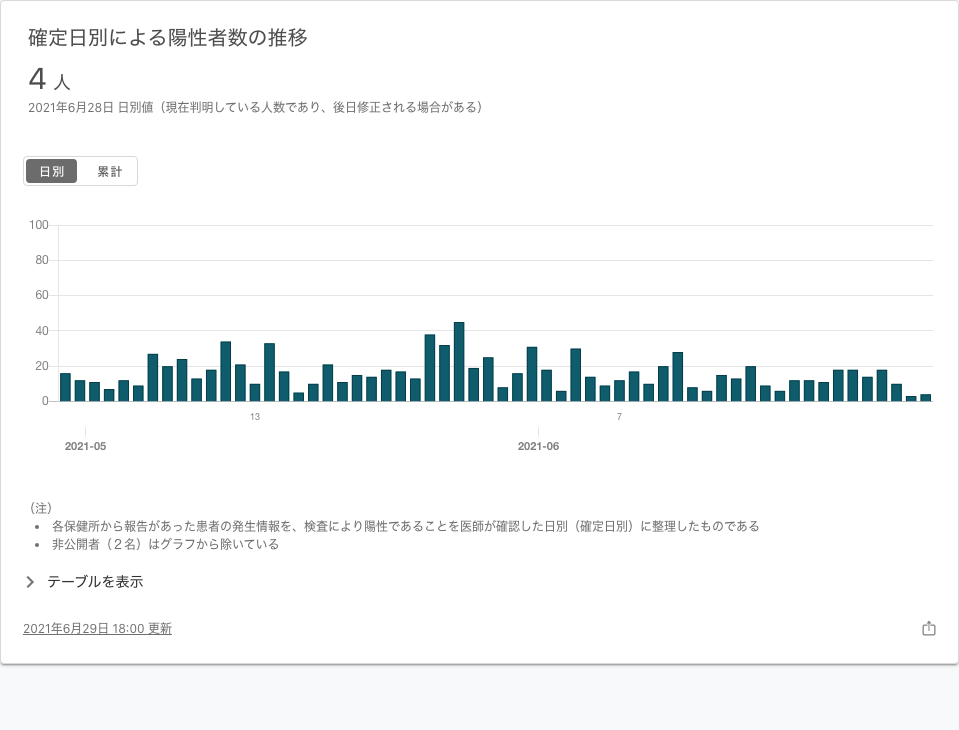 確定日別による陽性者数の推移
4 人
2021年6月28日 日別値（現在判明している人数であり、後日修正される場合がある）
日別 累計
100
80
60
40
20
0
13 7
2021-05 2021-06
（注）
• 各保健所から報告があった患者の発生情報を、検査により陽性であることを医師が確認した日別（確定日別）に整理したものである
• 非公開者（２名）はグラフから除いている
テーブルを表示
2021年6月29日 18:00 更新